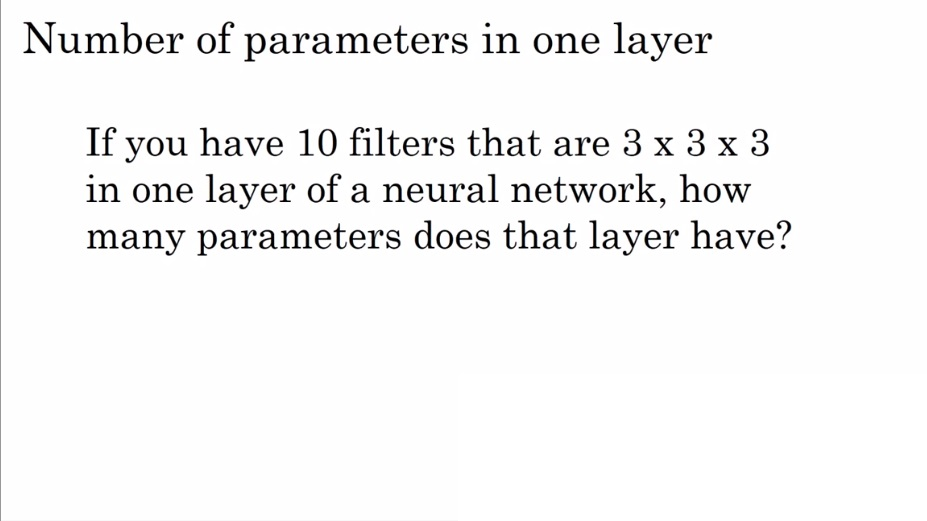 Number of parameters in one layer
If you have 10 filters that are 3 x 3 x 3
in one layer of a neural network, how
many parameters does that layer have?